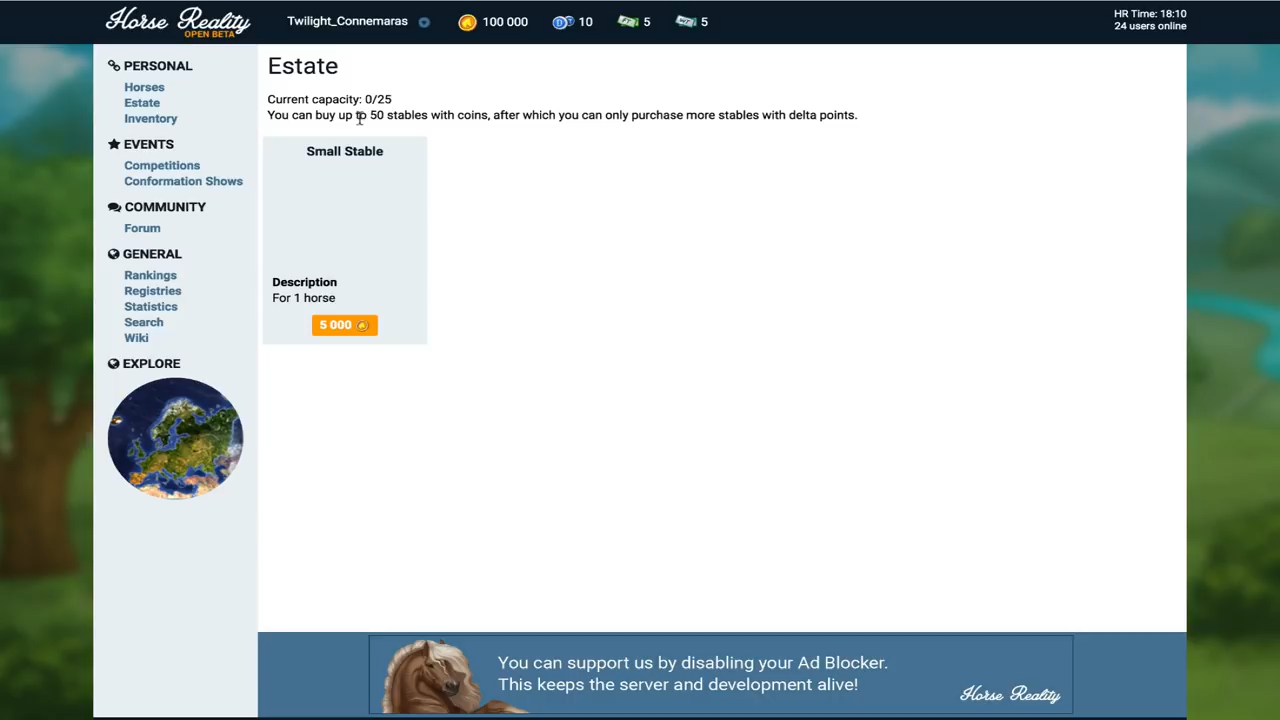 Horse Reality
OPEN BETA
Twilight_Connemaras
100 000
10
5
5
HR Time: 18:10
24 users online
PERSONAL
Horses
Estate
Inventory
EVENTS
Competitions
Conformation Shows
COMMUNITY
Forum
GENERAL
Rankings
Registries
Statistics
Search
Wiki
EXPLORE
Estate
Current capacity: 0/25
You can buy up to 50 stables with coins, after which you can only purchase more stables with delta points.
Small Stable
Description
For 1 horse
5 000
You can support us by disabling your Ad Blocker.
This keeps the server and development alive!
Horse Reality